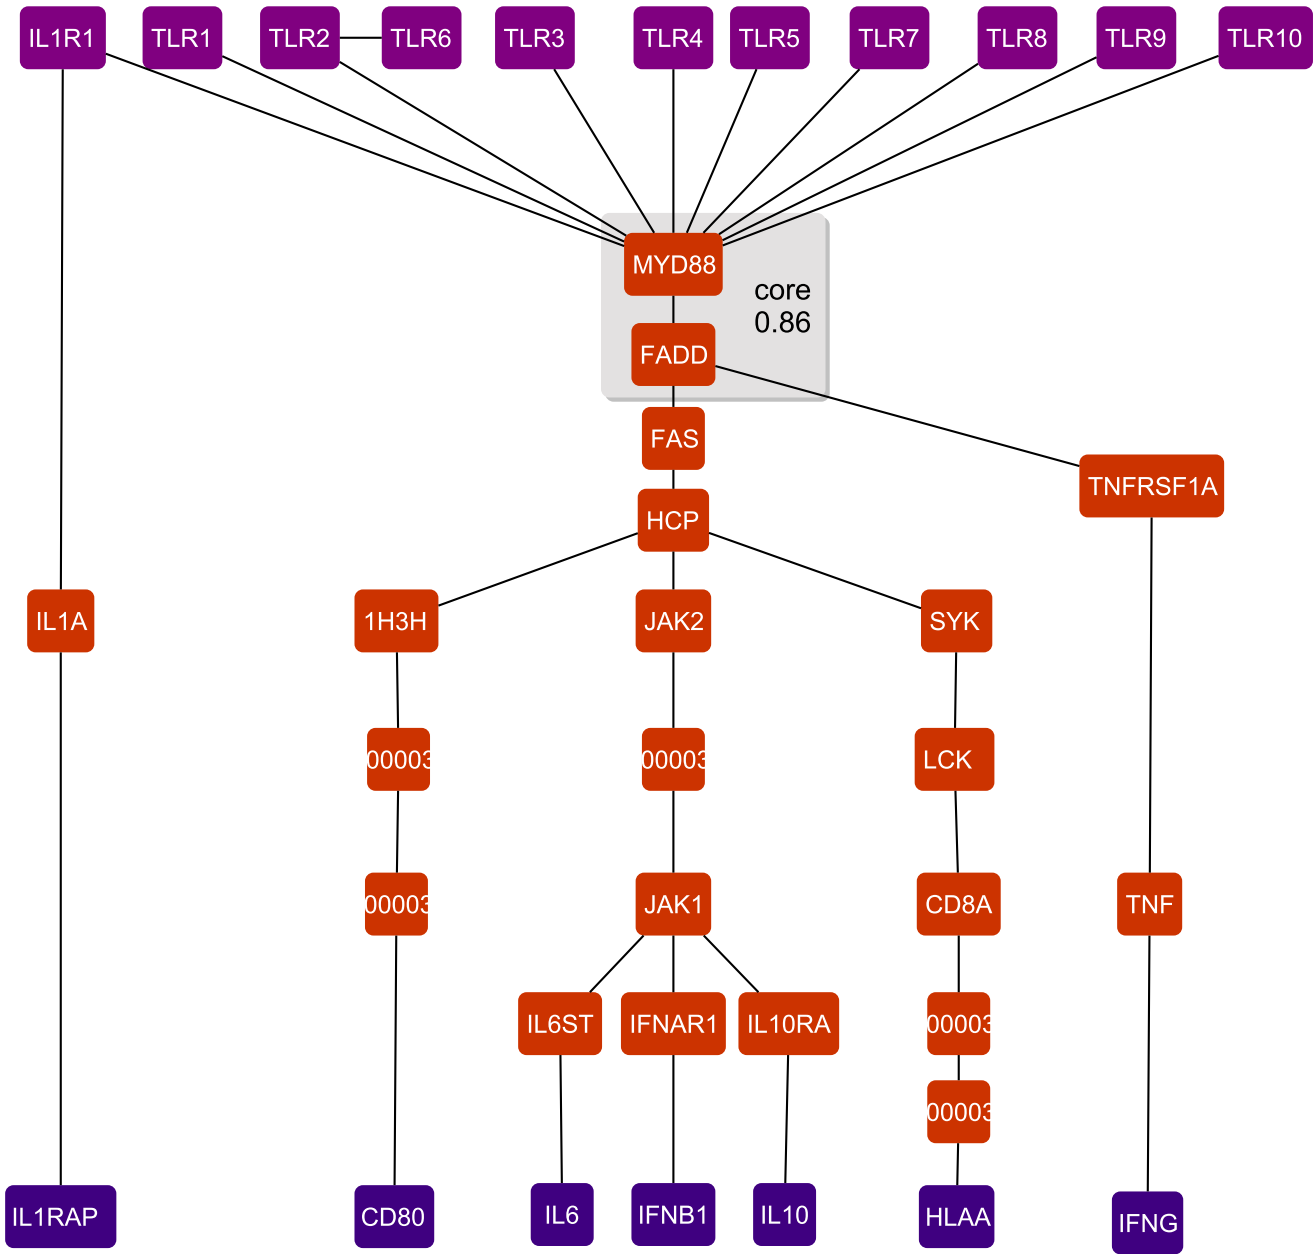 IL1R1
TLR1
TLR2
TLR6
TLR3
TLR4
TLR5
TLR7
TLR8
TLR9
TLR10
MYD88
core
0.86
FADD
FAS
TNFRSF1A
HCP
IL1A
1H3H
JAK2
SYK
00003
00003
LCK
00003
JAK1
CD8A
TNF
IL6ST
IFNAR1
IL10RA
00003
00003
IL1RAP
CD80
IL6
IFNB1
IL10
HLAA
IFNG